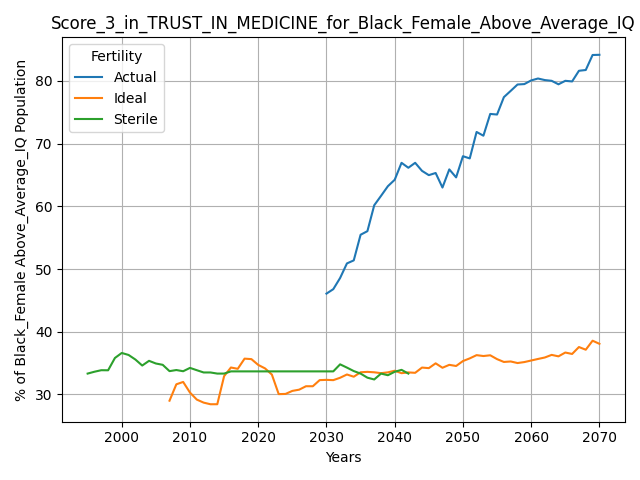 Score_3_in_TRUST_IN_MEDICINE_for_Black_Female_Above_Average_IQ
Fertility
Actual
Ideal
Sterile
% of Black_Female Above_Average_IQ Population
80
70
60
50
40
30
2000
2010
2020
2030
2040
2050
2060
2070
Years